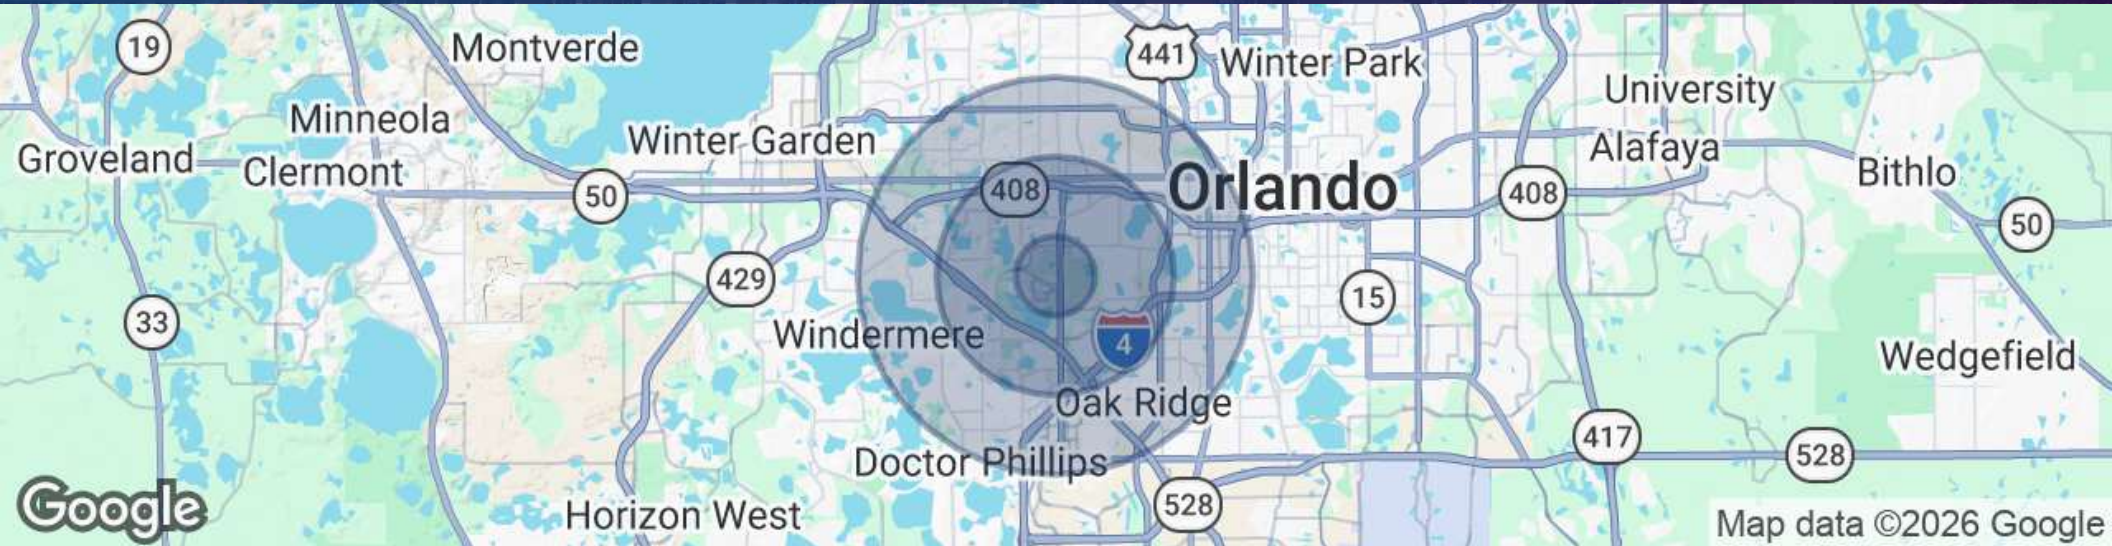 19
Montverde
441
Winter Park
University
Minneola
Winter Garden
Alafaya
Groveland
Clermont
50
408
Orlando
408
Bithlo
50
429
15
33
Windermere
4
Wedgefield
Oak Ridge
417
Doctor Phillips
528
Google
Horizon West
528
Map data ©2026 Google